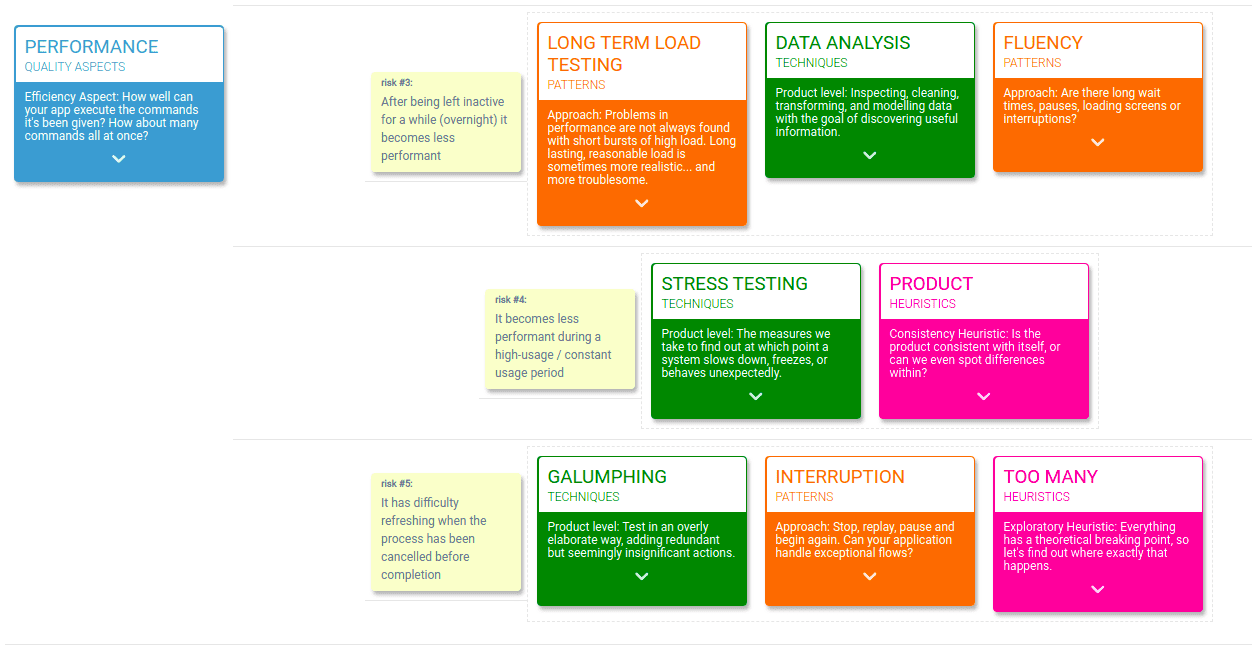 PERFORMANCE
QUALITY ASPECTS
Efficiency Aspect: How well can
your app execute the commands
it's been given? How about many
commands all at once?
risk #3:
After being left inactive
for a while (overnight) it
becomes less
performant
LONG TERM LOAD
TESTING
PATTERNS
Approach: Problems in
performance are not always found
with short bursts of high load. Long
lasting, reasonable load is
sometimes more realistic... and
more troublesome.
DATA ANALYSIS
TECHNIQUES
Product level: Inspecting, cleaning,
transforming, and modelling data
with the goal of discovering useful
information.
FLUENCY
PATTERNS
Approach: Are there long wait
times, pauses, loading screens or
interruptions?
risk #4:
It becomes less
performant during a
high-usage / constant
usage period
STRESS TESTING
TECHNIQUES
Product level: The measures we
take to find out at which point a
system slows down, freezes, or
behaves unexpectedly.
PRODUCT
HEURISTICS
Consistency Heuristic: Is the
product consistent with itself, or
can we even spot differences
within?
risk #5:
It has difficulty
refreshing when the
process has been
cancelled before
completion
GALUMPHING
TECHNIQUES
Product level: Test in an overly
elaborate way, adding redundant
but seemingly insignificant actions.
INTERRUPTION
PATTERNS
Approach: Stop, replay, pause and
begin again. Can your application
handle exceptional flows?
TOO MANY
HEURISTICS
Exploratory Heuristic: Everything
has a theoretical breaking point, so
let's find out where exactly that
happens.